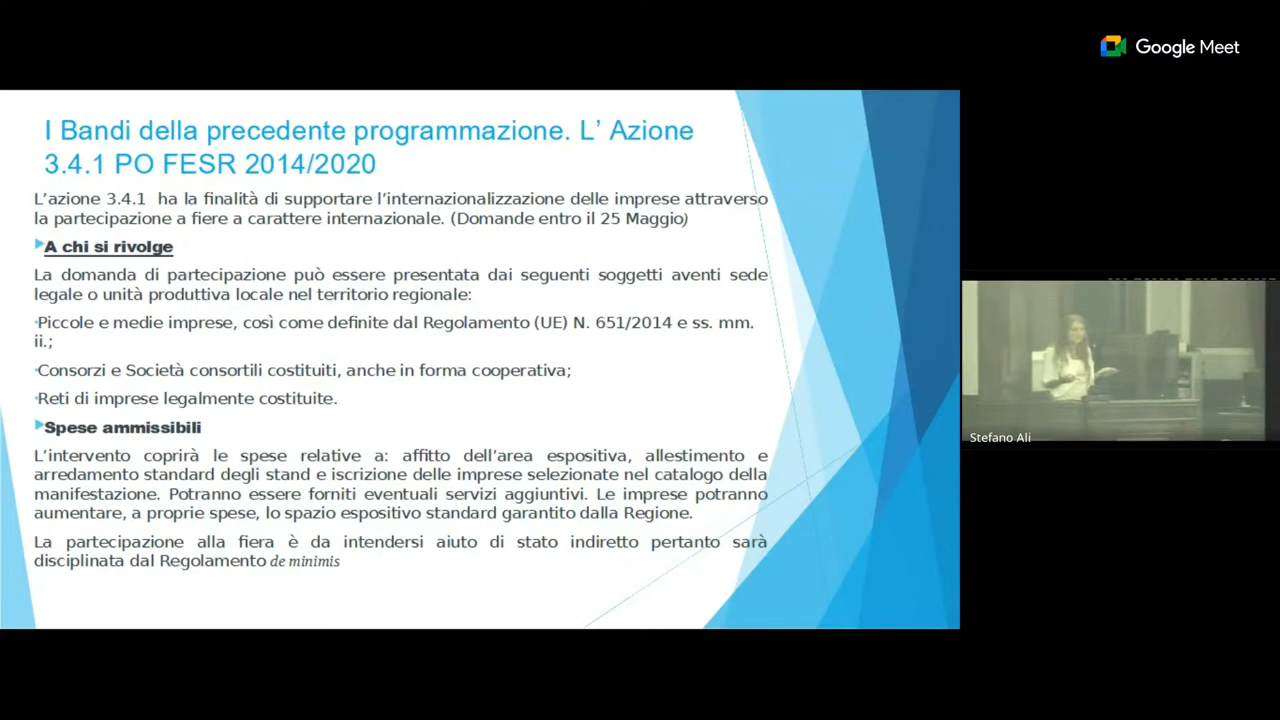 Google Meet
I Bandi della precedente programmazione. L’ Azione
3.4.1 PO FESR 2014/2020
L’azione 3.4.1 ha la finalità di supportare l’internazionalizzazione delle imprese attraverso
la partecipazione a fiere a carattere internazionale. (Domande entro il 25 Maggio)
A chi si rivolge
La domanda di partecipazione può essere presentata dai seguenti soggetti aventi sede
legale o unità produttiva locale nel territorio regionale:
Piccole e medie imprese, così come definite dal Regolamento (UE) N. 651/2014 e ss. mm.
ii.;
Consorzi e Società consortili costituiti, anche in forma cooperativa;
Reti di imprese legalmente costituite.
Spese ammissibili
L’intervento coprirà le spese relative a: affitto dell’area espositiva, allestimento e
arredamento standard degli stand e iscrizione delle imprese selezionate nel catalogo della
manifestazione. Potranno essere forniti eventuali servizi aggiuntivi. Le imprese potranno
aumentare, a proprie spese, lo spazio espositivo standard garantito dalla Regione.
La partecipazione alla fiera è da intendersi aiuto di stato indiretto pertanto sarà
disciplinata dal Regolamento de minimis
Stefano Ali